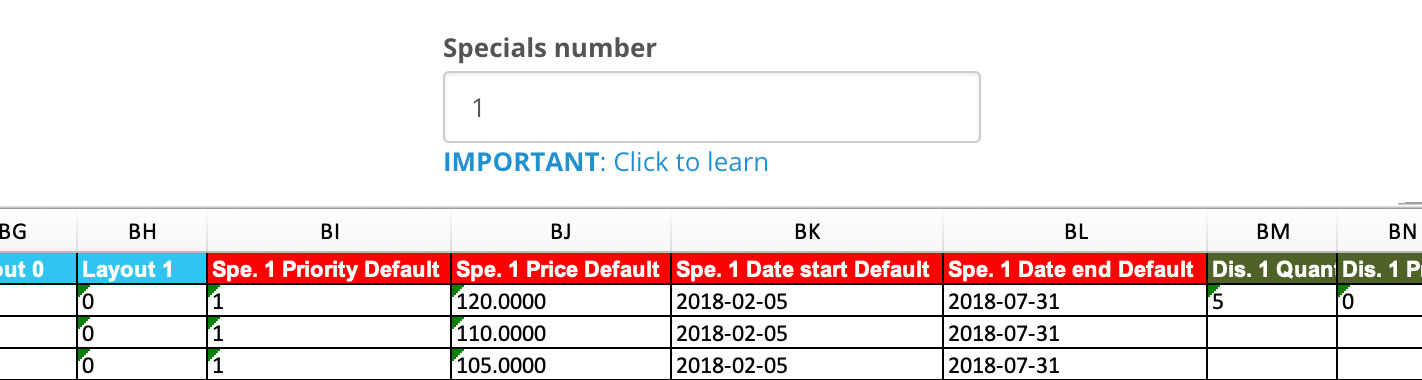 Specials number
1
IMPORTANT: Click to learn
BG BH BI BJ BK BL BM BN
out 0 Layout 1 Spe. 1 Priority Default Spe. 1 Price Default Spe. 1 Date start Default Spe. 1 Date end Default Dis. 1 Quan Dis. 1 P
0 1 120.0000 2018-02-05 2018-07-31 5 0
0 1 110.0000 2018-02-05 2018-07-31
0 1 105.0000 2018-02-05 2018-07-31